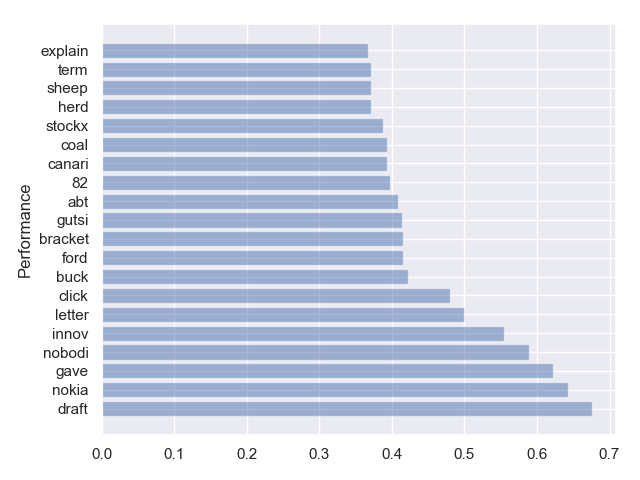 explain
term
sheep
herd
stockx
coal
canari
82
abt
gutsi
bracket
ford
buck
click
letter
innov
nobodi
gave
nokia
draft
Performance
0.0 0.1 0.2 0.3 0.4 0.5 0.6 0.7